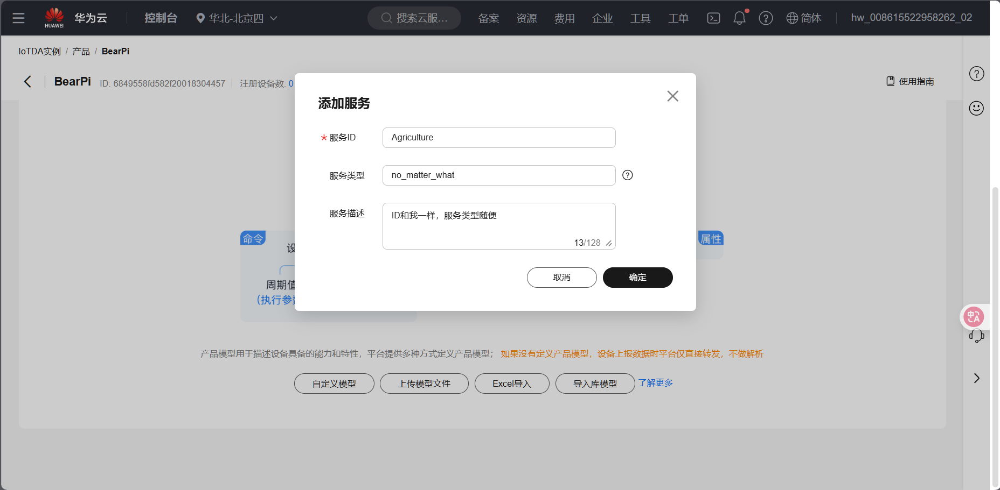 HUAWEI
华为云
控制台
华北-北京四
搜索云服...
备案
资源
费用
企业
工具
工单
简体
hw_008615522958262_02
IoTDA实例 / 产品 / BearPi
BearPi
ID: 6849558fd582f20018304457
注册设备数: 0
使用指南
添加服务
* 服务ID
Agriculture
服务类型
no_matter_what
服务描述
ID和我一样，服务类型随便
13/128
取消
确定
命令
设
周期值
(执行参数
属性
产品模型用于描述设备具备的能力和特性，平台提供多种方式定义产品模型； 如果没有定义产品模型，设备上报数据时平台仅直接转发，不做解析
自定义模型
上传模型文件
Excel导入
导入库模型
了解更多
中
A